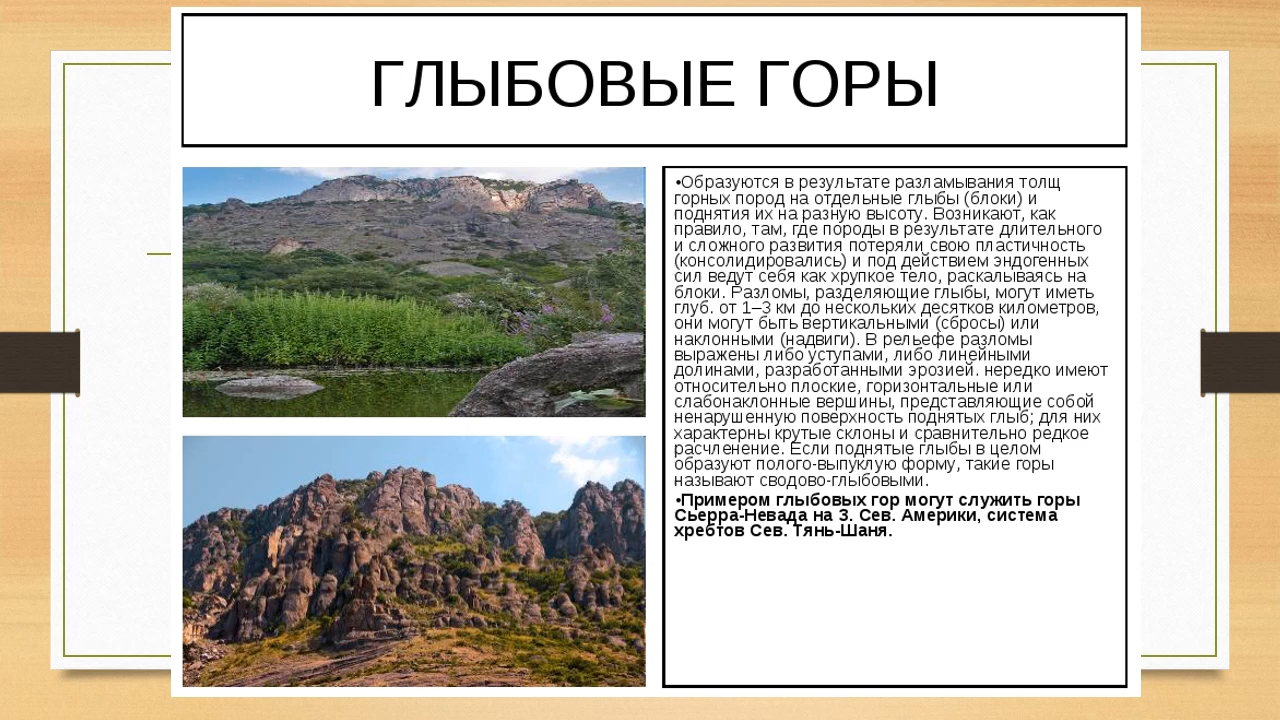 ГЛЫБОВЫЕ ГОРЫ
•Образуются в результате разламывания толщ
горных пород на отдельные глыбы (блоки) и
поднятия их на разную высоту. Возникают, как
правило, там, где породы в результате длительного
и сложного развития потеряли свою пластичность
(консолидировались) и под действием эндогенных
сил ведут себя как хрупкое тело, раскалываясь на
блоки. Разломы, разделяющие глыбы, могут иметь
глуб. от 1–3 км до нескольких десятков километров,
они могут быть вертикальными (сбросы) или
наклонными (надвиги). В рельефе разломы
выражены либо уступами, либо линейными
долинами, разработанными эрозией. нередко имеют
относительно плоские, горизонтальные или
слабонаклонные вершины, представляющие собой
ненарушенную поверхность поднятых глыб; для них
характерны крутые склоны и сравнительно редкое
расчленение. Если поднятые глыбы в целом
образуют полого-выпуклую форму, такие горы
называют сводово-глыбовыми.
•Примером глыбовых гор могут служить горы
Сьерра-Невада на З. Сев. Америки, система
хребтов Сев. Тянь-Шаня.